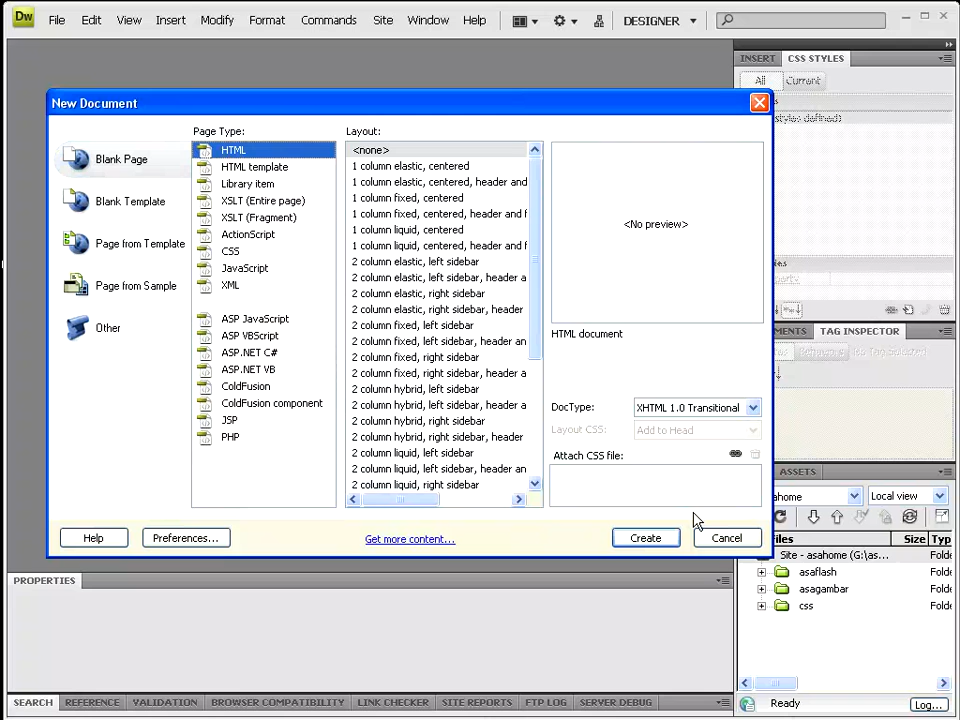 Dw File Edit View Insert Modify Format Commands Site Window Help DESIGNER
INSERT CSS STYLES
All Current
styles defined)
New Document
Page Type:
Layout:
Blank Page
Blank Template
Page from Template
Page from Sample
Other
HTML
HTML template
Library item
XSLT (Entire page)
XSLT (Fragment)
ActionScript
CSS
JavaScript
XML
ASP JavaScript
ASP VBScript
ASP.NET C#
ASP.NET VB
ColdFusion
ColdFusion component
JSP
PHP
<none>
1 column elastic, centered
1 column elastic, centered, header and
1 column fixed, centered
1 column fixed, centered, header and f
1 column liquid, centered
1 column liquid, centered, header and f
2 column elastic, left sidebar
2 column elastic, left sidebar, header a
2 column elastic, right sidebar
2 column elastic, right sidebar, header
2 column fixed, left sidebar
2 column fixed, left sidebar, header an
2 column fixed, right sidebar
2 column fixed, right sidebar, header a
2 column hybrid, left sidebar
2 column hybrid, left sidebar, header a
2 column hybrid, right sidebar
2 column hybrid, right sidebar, header
2 column liquid, left sidebar
2 column liquid, left sidebar, header an
2 column liquid, right sidebar
<No preview>
HTML document
DocType: XHTML 1.0 Transitional
Layout CSS: Add to Head
Attach CSS file:
Help Preferences... Get more content... Create Cancel
ies
MENTS TAG INSPECTOR
No Tag Selected
ASSETS
ahome Local view
iles Size Typ
Site - asahome (G:\as... Folde
asaflash Folde
asagambar Folde
css Folde
PROPERTIES
SEARCH REFERENCE VALIDATION BROWSER COMPATIBILITY LINK CHECKER SITE REPORTS FTP LOG SERVER DEBUG
Ready Log...